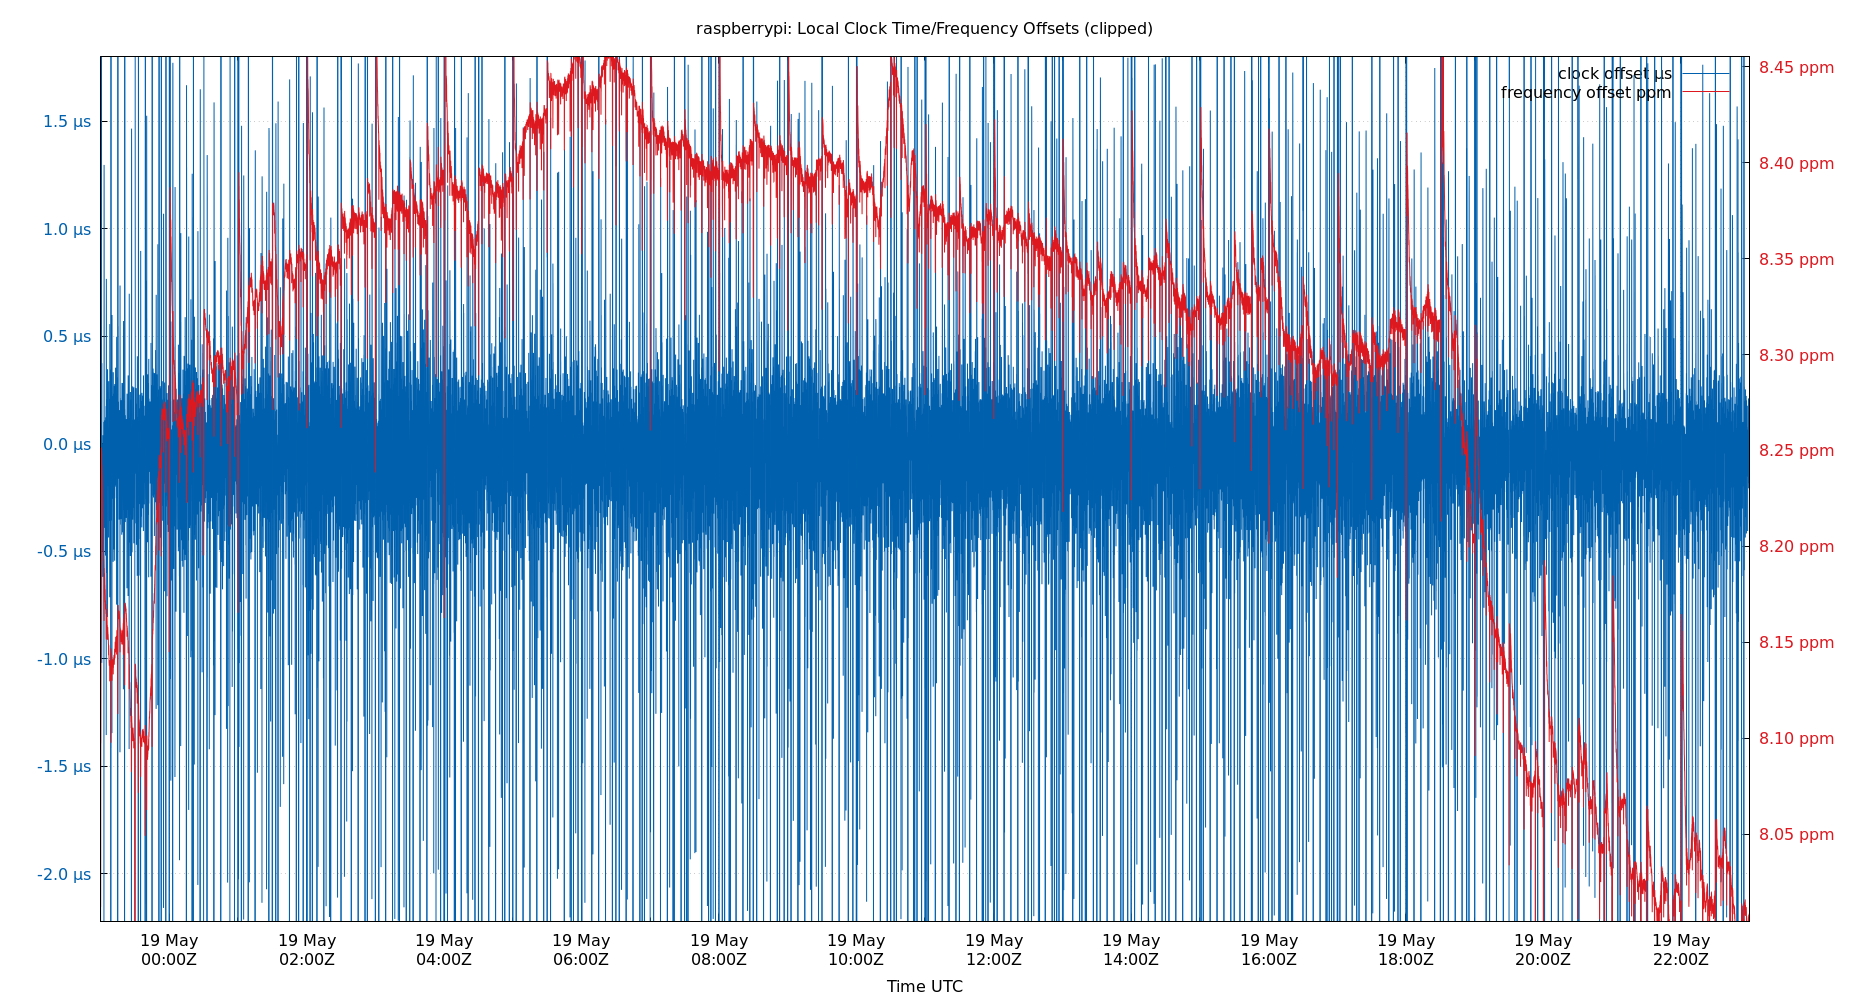 raspberrypi: Local Clock Time/Frequency Offsets (clipped)
clock offset µs
frequency offset ppm
1.5 µs
1.0 µs
0.5 µs
0.0 µs
-0.5 µs
-1.0 µs
-1.5 µs
-2.0 µs
8.45 ppm
8.40 ppm
8.35 ppm
8.30 ppm
8.25 ppm
8.20 ppm
8.15 ppm
8.10 ppm
8.05 ppm
19 May 19 May 19 May 19 May 19 May 19 May 19 May 19 May 19 May 19 May 19 May 19 May
00:00Z 02:00Z 04:00Z 06:00Z 08:00Z 10:00Z 12:00Z 14:00Z 16:00Z 18:00Z 20:00Z 22:00Z
Time UTC